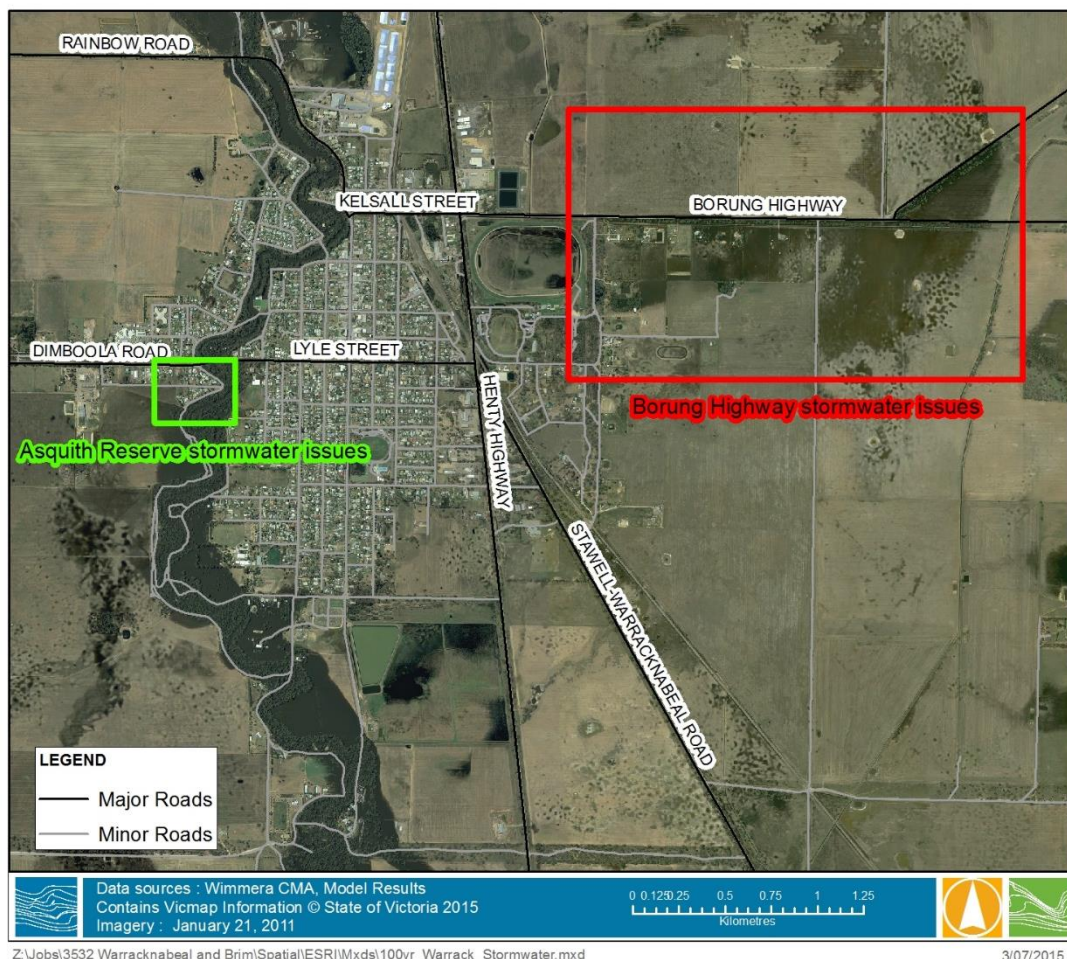 RAINBOW ROAD
KELSALL STREET
BORUNG HIGHWAY
DIMBOOLA ROAD
LYLE STREET
HENTY HIGHWAY
Borung Highway stormwater issues
Asquith Reserve stormwater issues
STAWELL-WARRACKNABEAL ROAD
LEGEND
Major Roads
Minor Roads
Data sources : Wimmera CMA, Model Results
Contains Vicmap Information © State of Victoria 2015
Imagery : January 21, 2011
0 0.125 0.25 0.5 0.75 1 1.25
Kilometres
Z:\Jobs\3532 Warracknabeal and Brim\Spatial\ESRI\Mxds\100yr_Warrack_Stormwater.mxd
3/07/2015